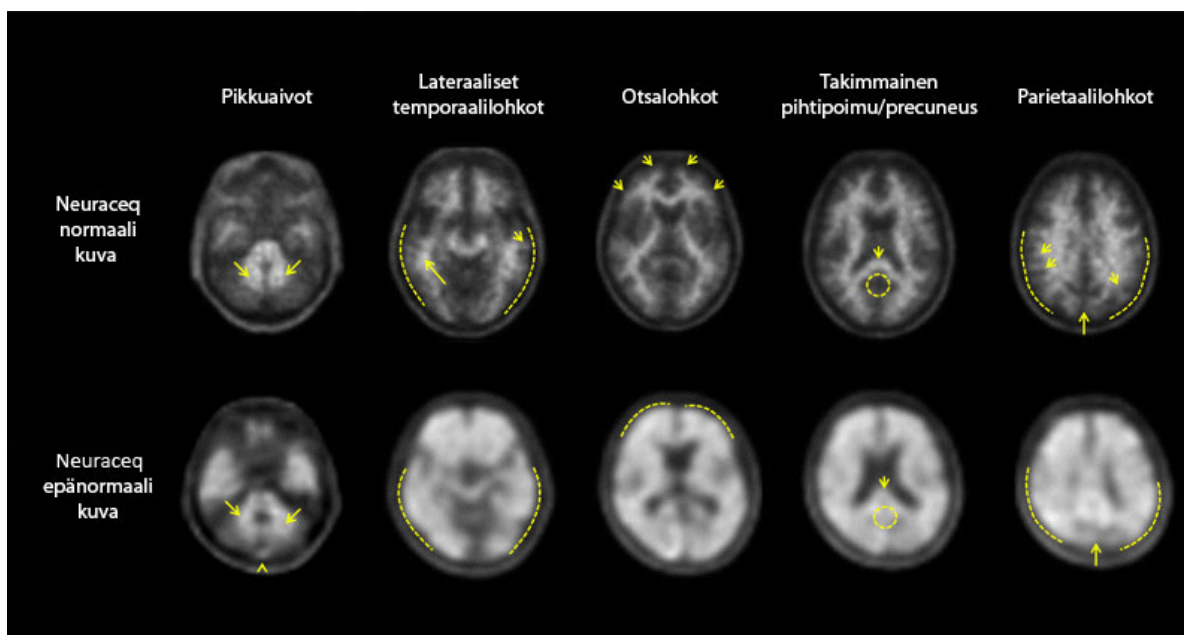 Pikkuaivot
Lateraaliset
temporaalilohkot
Otsalohkot
Takimmainen
pihtipoimu/precuneus
Parietaalilohkot
Neuraceq
normaali
kuva
Neuraceq
epänormaali
kuva